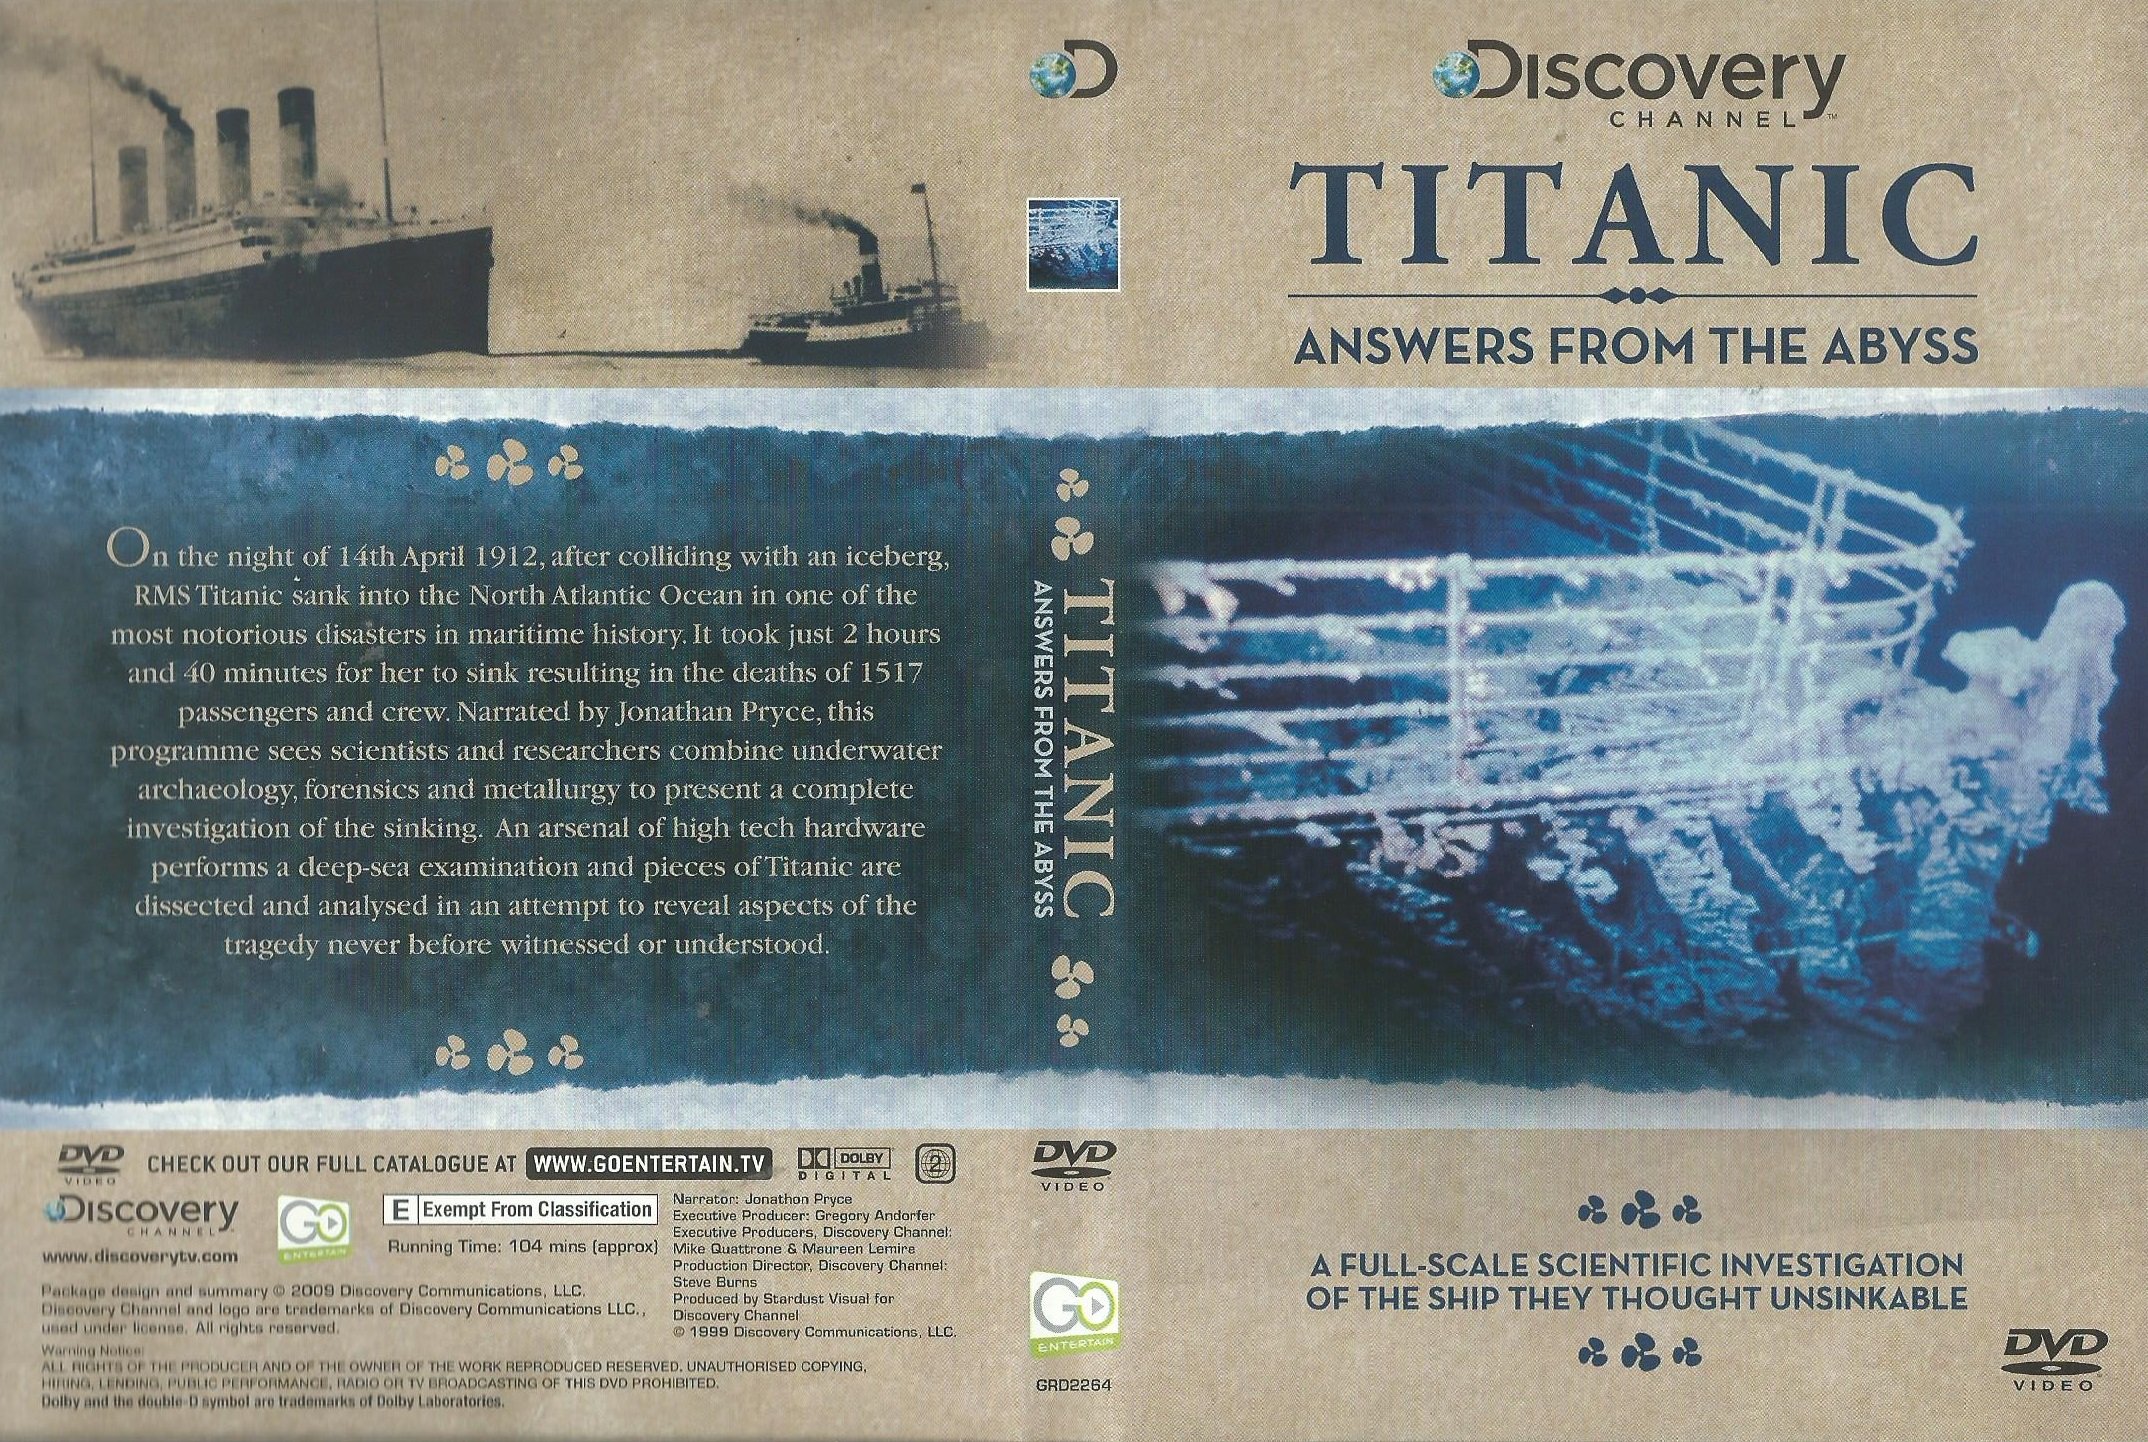 On the night of 14th April 1912, after colliding with an iceberg,
RMS Titanic sank into the North Atlantic Ocean in one of the
most notorious disasters in maritime history. It took just 2 hours
and 40 minutes for her to sink resulting in the deaths of 1517
passengers and crew. Narrated by Jonathan Pryce, this
programme sees scientists and researchers combine underwater
archaeology, forensics and metallurgy to present a complete
investigation of the sinking. An arsenal of high tech hardware
performs a deep-sea examination and pieces of Titanic are
dissected and analysed in an attempt to reveal aspects of the
tragedy never before witnessed or understood.
DVD
VIDEO
CHECK OUT OUR FULL CATALOGUE AT WWW.GOENTERTAIN.TV
DOLBY
DIGITAL
2
Discovery
CHANNEL
www.discoverytv.com
GO
ENTERTAIN
E Exempt From Classification
Running Time: 104 mins (approx)
Narrator: Jonathon Pryce
Executive Producer: Gregory Andorfer
Executive Producers, Discovery Channel:
Mike Quattrone & Maureen Lemire
Production Director, Discovery Channel:
Steve Burns
Produced by Stardust Visual for
Discovery Channel
© 1999 Discovery Communications, LLC.
Package design and summary © 2009 Discovery Communications, LLC.
Discovery Channel and logo are trademarks of Discovery Communications LLC.,
used under license. All rights reserved.
Warning Notice:
ALL RIGHTS OF THE PRODUCER AND OF THE OWNER OF THE WORK REPRODUCED RESERVED. UNAUTHORISED COPYING,
HIRING, LENDING, PUBLIC PERFORMANCE, RADIO OR TV BROADCASTING OF THIS DVD PROHIBITED.
Dolby and the double-D symbol are trademarks of Dolby Laboratories.
D
TITANIC
ANSWERS FROM THE ABYSS
DVD
VIDEO
GO
ENTERTAIN
GRD2264
Discovery
CHANNEL™
TITANIC
ANSWERS FROM THE ABYSS
A FULL-SCALE SCIENTIFIC INVESTIGATION
OF THE SHIP THEY THOUGHT UNSINKABLE
DVD
VIDEO